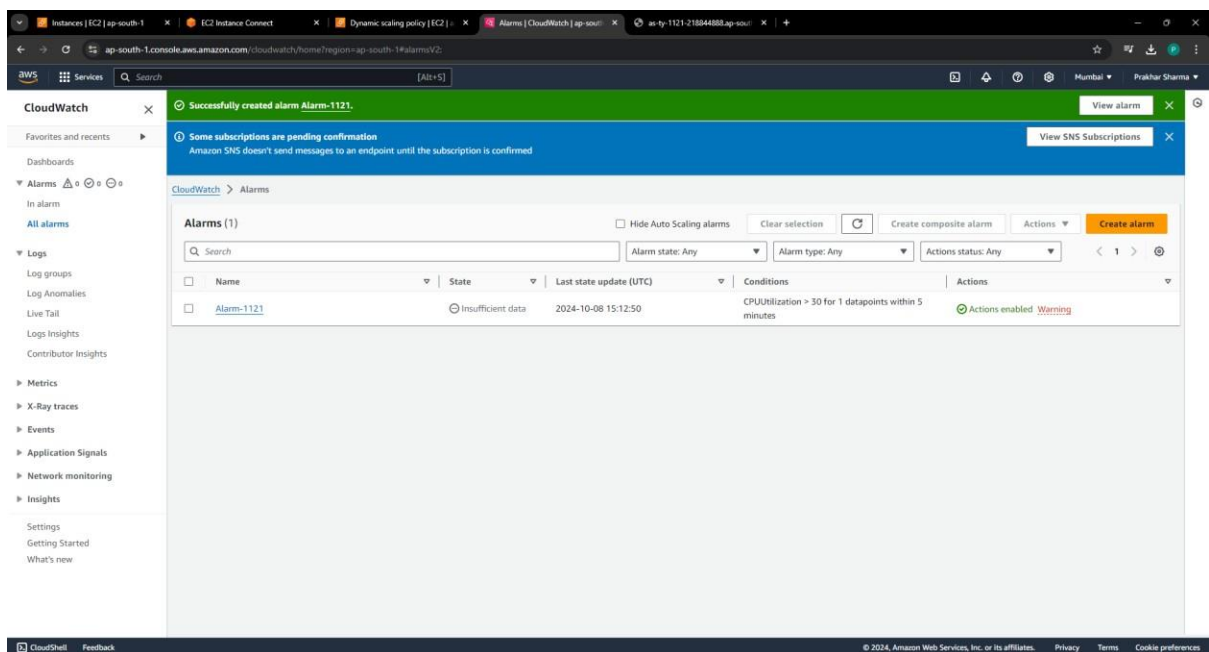 Instances | EC2 | ap-south-1
EC2 Instance Connect
Dynamic scaling policy | EC2 | a
Alarms | CloudWatch | ap-sout
as-ty-1121-218844888.ap-sout
ap-south-1.console.aws.amazon.com/cloudwatch/home?region=ap-south-1#alarmsV2:
aws Services Search [Alt+S] Mumbai Prakhar Sharma
CloudWatch
Favorites and recents
Dashboards
Alarms 0 0 0
In alarm
All alarms
Logs
Log groups
Log Anomalies
Live Tail
Logs Insights
Contributor Insights
Metrics
X-Ray traces
Events
Application Signals
Network monitoring
Insights
Settings
Getting Started
What's new
Successfully created alarm Alarm-1121. View alarm
Some subscriptions are pending confirmation View SNS Subscriptions
Amazon SNS doesn't send messages to an endpoint until the subscription is confirmed
CloudWatch > Alarms
Alarms (1) Hide Auto Scaling alarms Clear selection Create composite alarm Actions Create alarm
Search Alarm state: Any Alarm type: Any Actions status: Any 1
Name State Last state update (UTC) Conditions Actions
Alarm-1121 Insufficient data 2024-10-08 15:12:50 CPUUtilization > 30 for 1 datapoints within 5 minutes Actions enabled Warning
CloudShell Feedback © 2024, Amazon Web Services, Inc. or its affiliates. Privacy Terms Cookie preferences